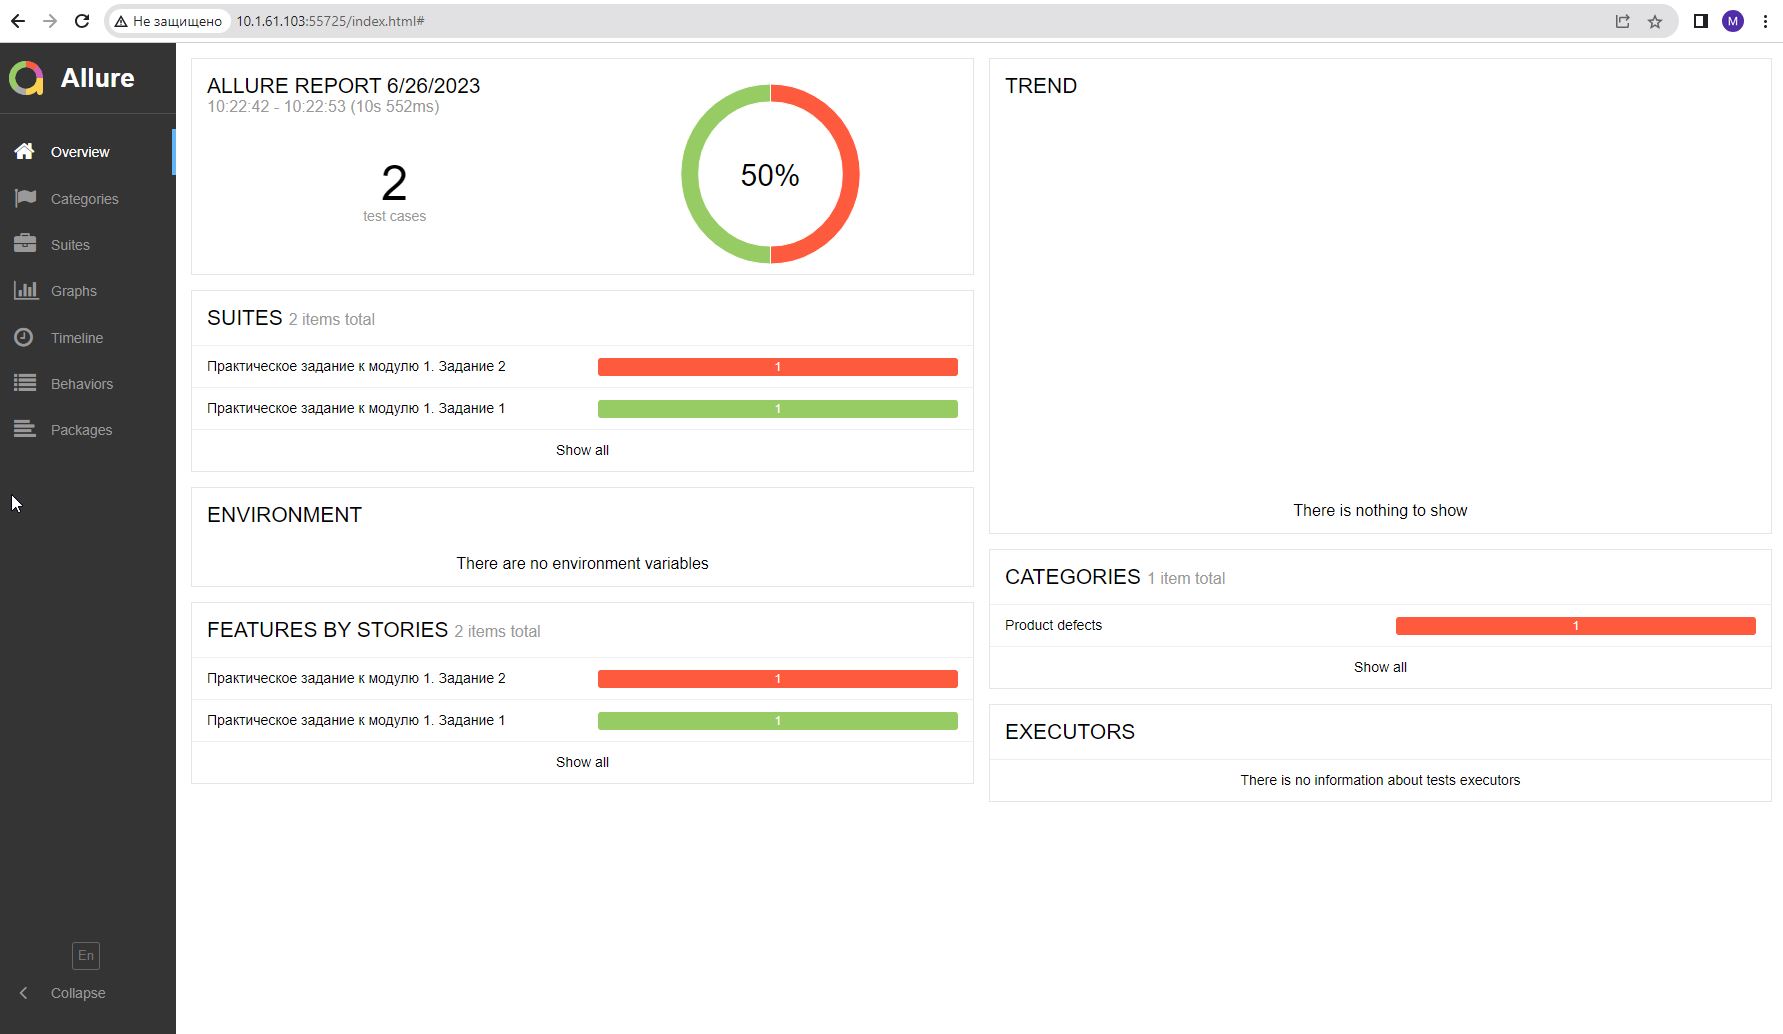 Не защищено 10.1.61.103:55725/index.html#
M
Allure
Overview
Categories
Suites
Graphs
Timeline
Behaviors
Packages
En
Collapse
ALLURE REPORT 6/26/2023
10:22:42 - 10:22:53 (10s 552ms)
2
test cases
50%
SUITES 2 items total
Практическое задание к модулю 1. Задание 2 1
Практическое задание к модулю 1. Задание 1 1
Show all
ENVIRONMENT
There are no environment variables
FEATURES BY STORIES 2 items total
Практическое задание к модулю 1. Задание 2 1
Практическое задание к модулю 1. Задание 1 1
Show all
TREND
There is nothing to show
CATEGORIES 1 item total
Product defects 1
Show all
EXECUTORS
There is no information about tests executors